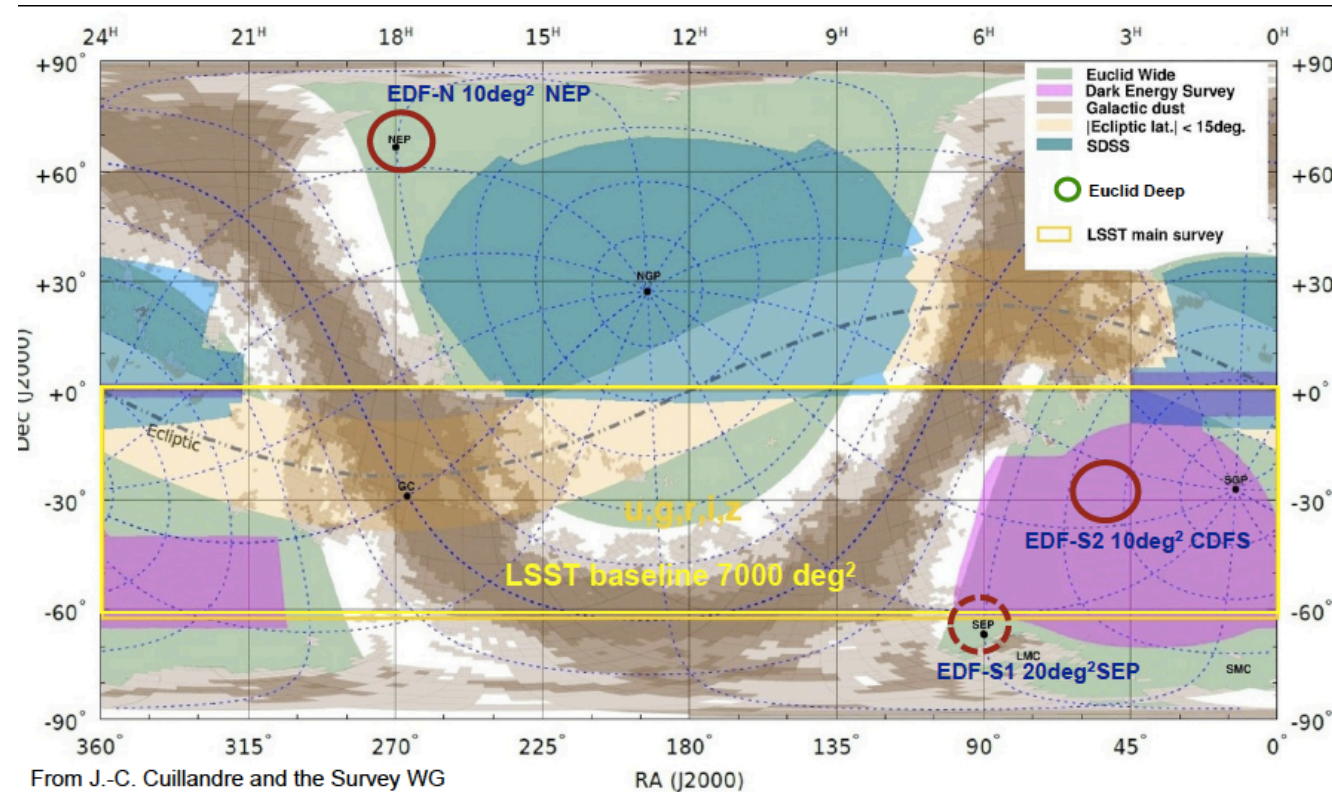 24ᴴ 21ᴴ 18ᴴ 15ᴴ 12ᴴ 9ᴴ 6ᴴ 3ᴴ 0ᴴ
+90° +90
EDF-N 10deg² NEP
Euclid Wide
Dark Energy Survey
Galactic dust
|Ecliptic lat.| < 15deg.
SDSS
NEP
+60° +60
Euclid Deep
LSST main survey
NGP
+30° +30
Dec (J2000)
+0° +0°
Ecliptic
GC
SGP
-30° -30°
u,g,r,i,z
EDF-S2 10deg² CDFS
LSST baseline 7000 deg²
-60° -60°
SEP
LMC
SMC
EDF-S1 20deg²SEP
-90° -90°
360 315 270 225 180 135 90 45 0
From J.-C. Cuillandre and the Survey WG
RA (J2000)